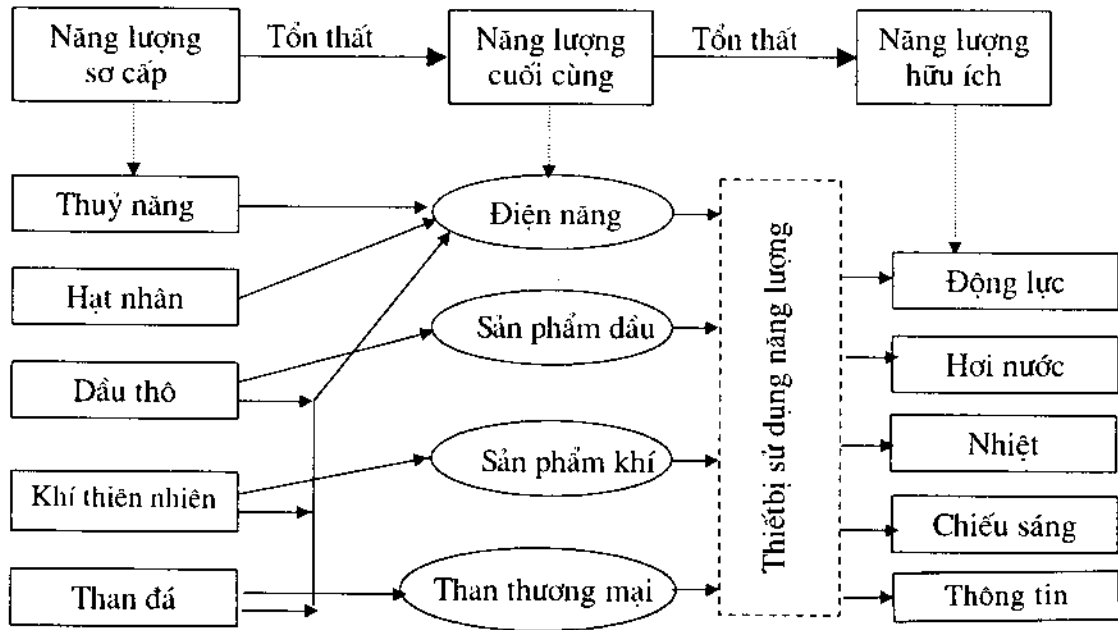 Năng lượng
sơ cấp
Tổn thất
Năng lượng
cuối cùng
Tổn thất
Năng lượng
hữu ích
Thuỷ năng
Điện năng
Hạt nhân
Động lực
Sản phẩm dầu
Dầu thô
Hơi nước
Thiếtbị sử dụng năng lượng
Nhiệt
Sản phẩm khí
Khí thiên nhiên
Chiếu sáng
Than đá
Than thương mại
Thông tin